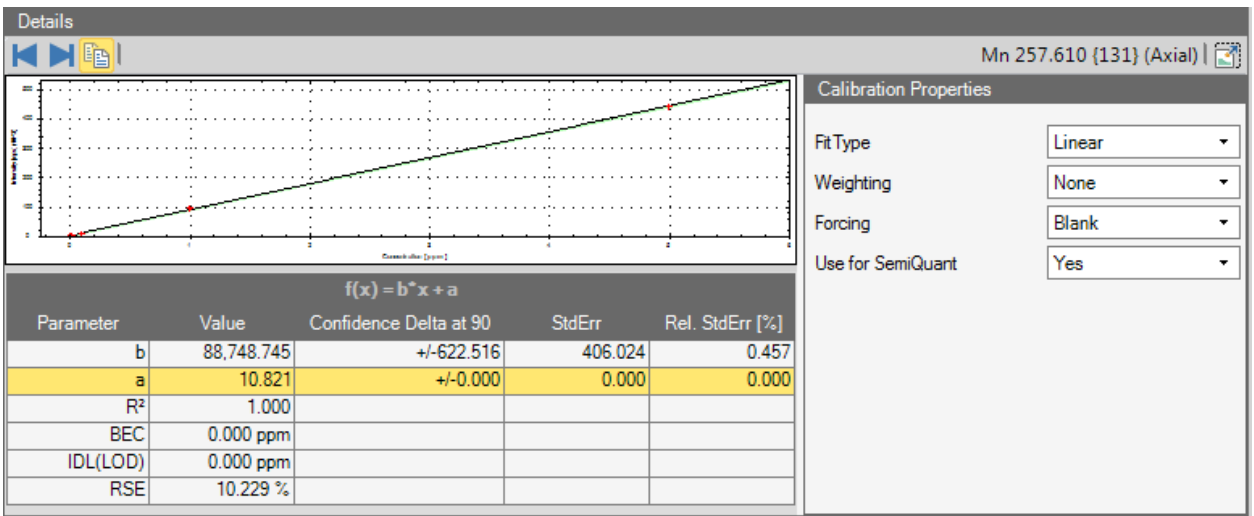 Details
Mn 257.610 {131} (Axial)
Calibration Properties
Fit Type Linear
Weighting None
Forcing Blank
Use for SemiQuant Yes
Concentration [ppm]
f(x) = b*x + a
Parameter Value Confidence Delta at 90 StdErr Rel. StdErr [%]
b 88,748.745 +/-622.516 406.024 0.457
a 10.821 +/-0.000 0.000 0.000
R² 1.000
BEC 0.000 ppm
IDL(LOD) 0.000 ppm
RSE 10.229 %